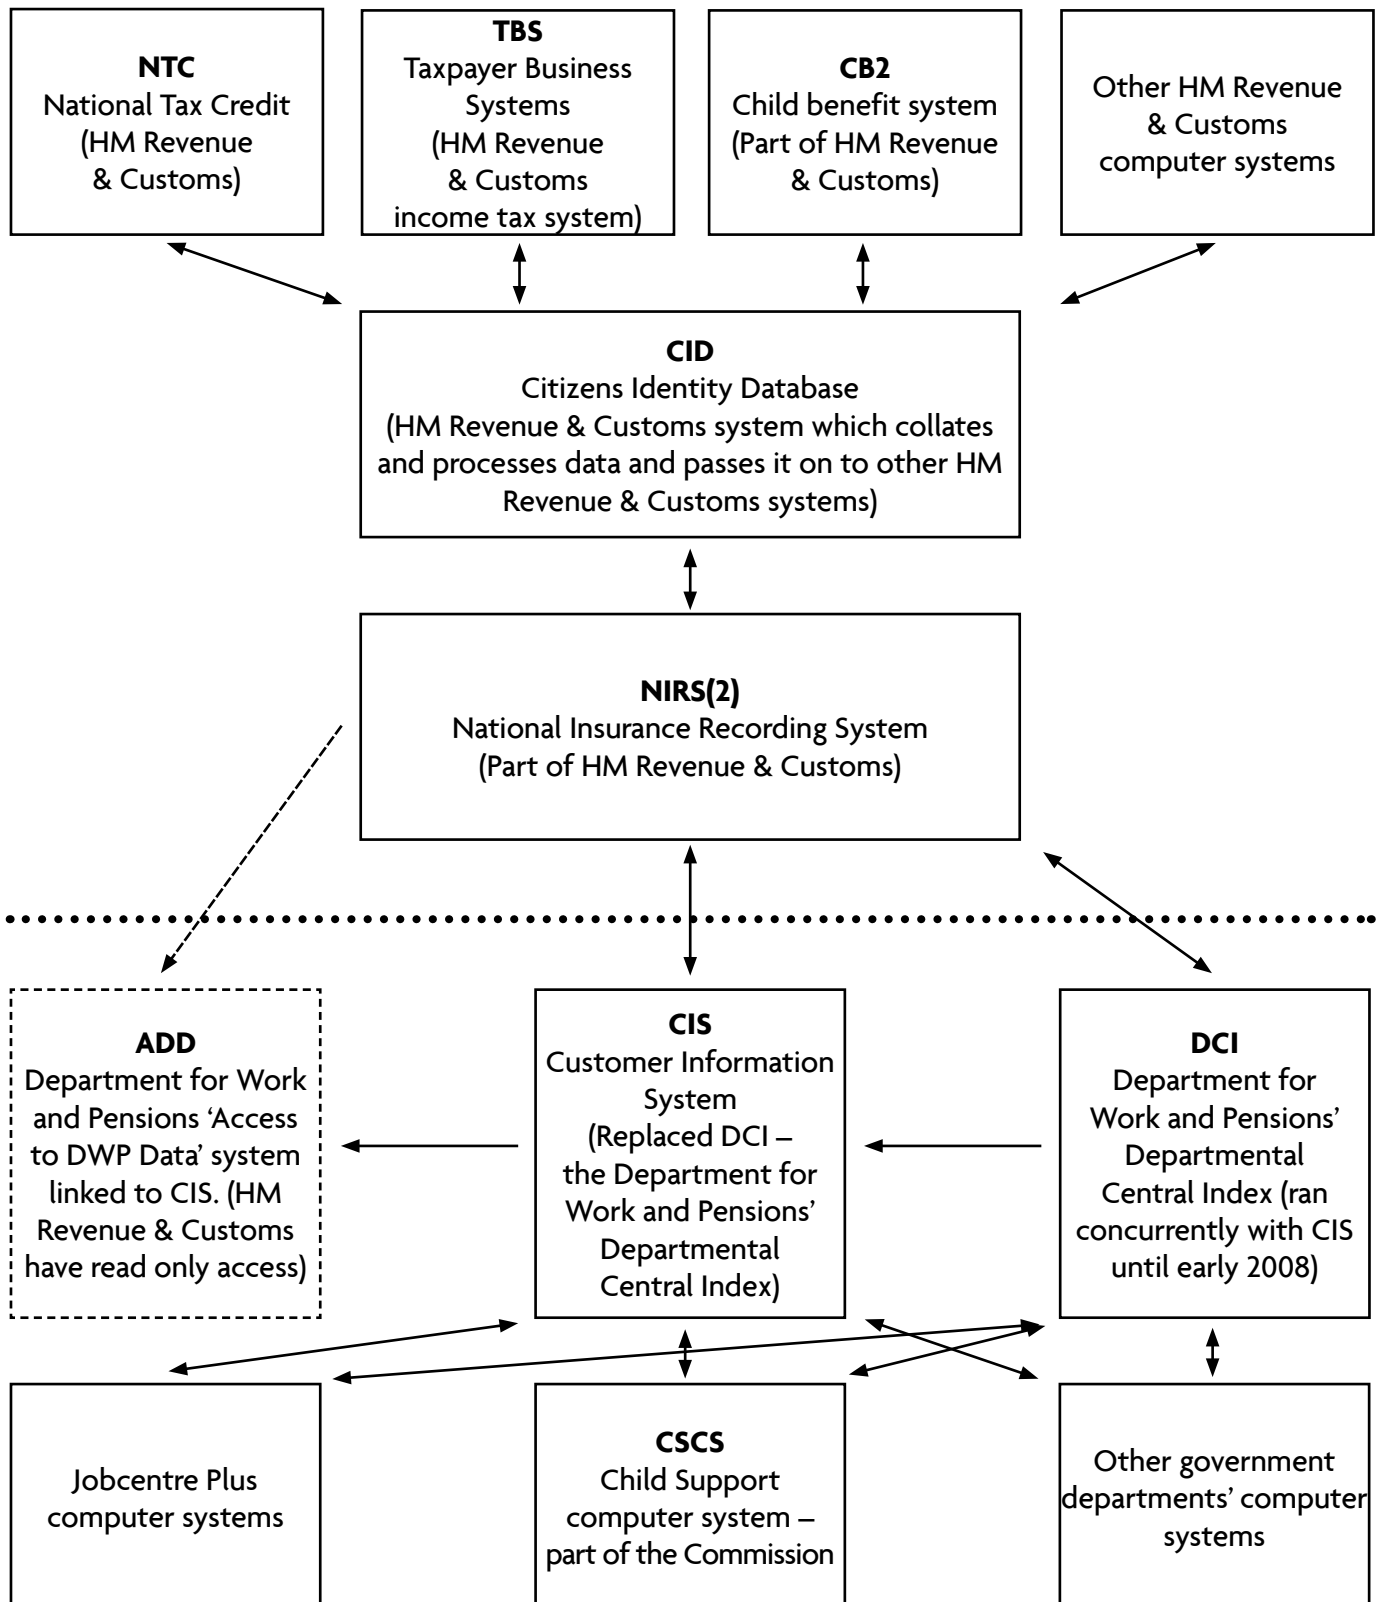 NTC
National Tax Credit
(HM Revenue
& Customs)
TBS
Taxpayer Business
Systems
(HM Revenue
& Customs
income tax system)
CB2
Child benefit system
(Part of HM Revenue
& Customs)
Other HM Revenue
& Customs
computer systems
CID
Citizens Identity Database
(HM Revenue & Customs system which collates
and processes data and passes it on to other HM
Revenue & Customs systems)
NIRS(2)
National Insurance Recording System
(Part of HM Revenue & Customs)
ADD
Department for Work
and Pensions ‘Access
to DWP Data’ system
linked to CIS. (HM
Revenue & Customs
have read only access)
CIS
Customer Information
System
(Replaced DCI –
the Department for
Work and Pensions’
Departmental
Central Index)
DCI
Department for
Work and Pensions’
Departmental
Central Index (ran
concurrently with CIS
until early 2008)
Jobcentre Plus
computer systems
CSCS
Child Support
computer system –
part of the Commission
Other government
departments’ computer
systems